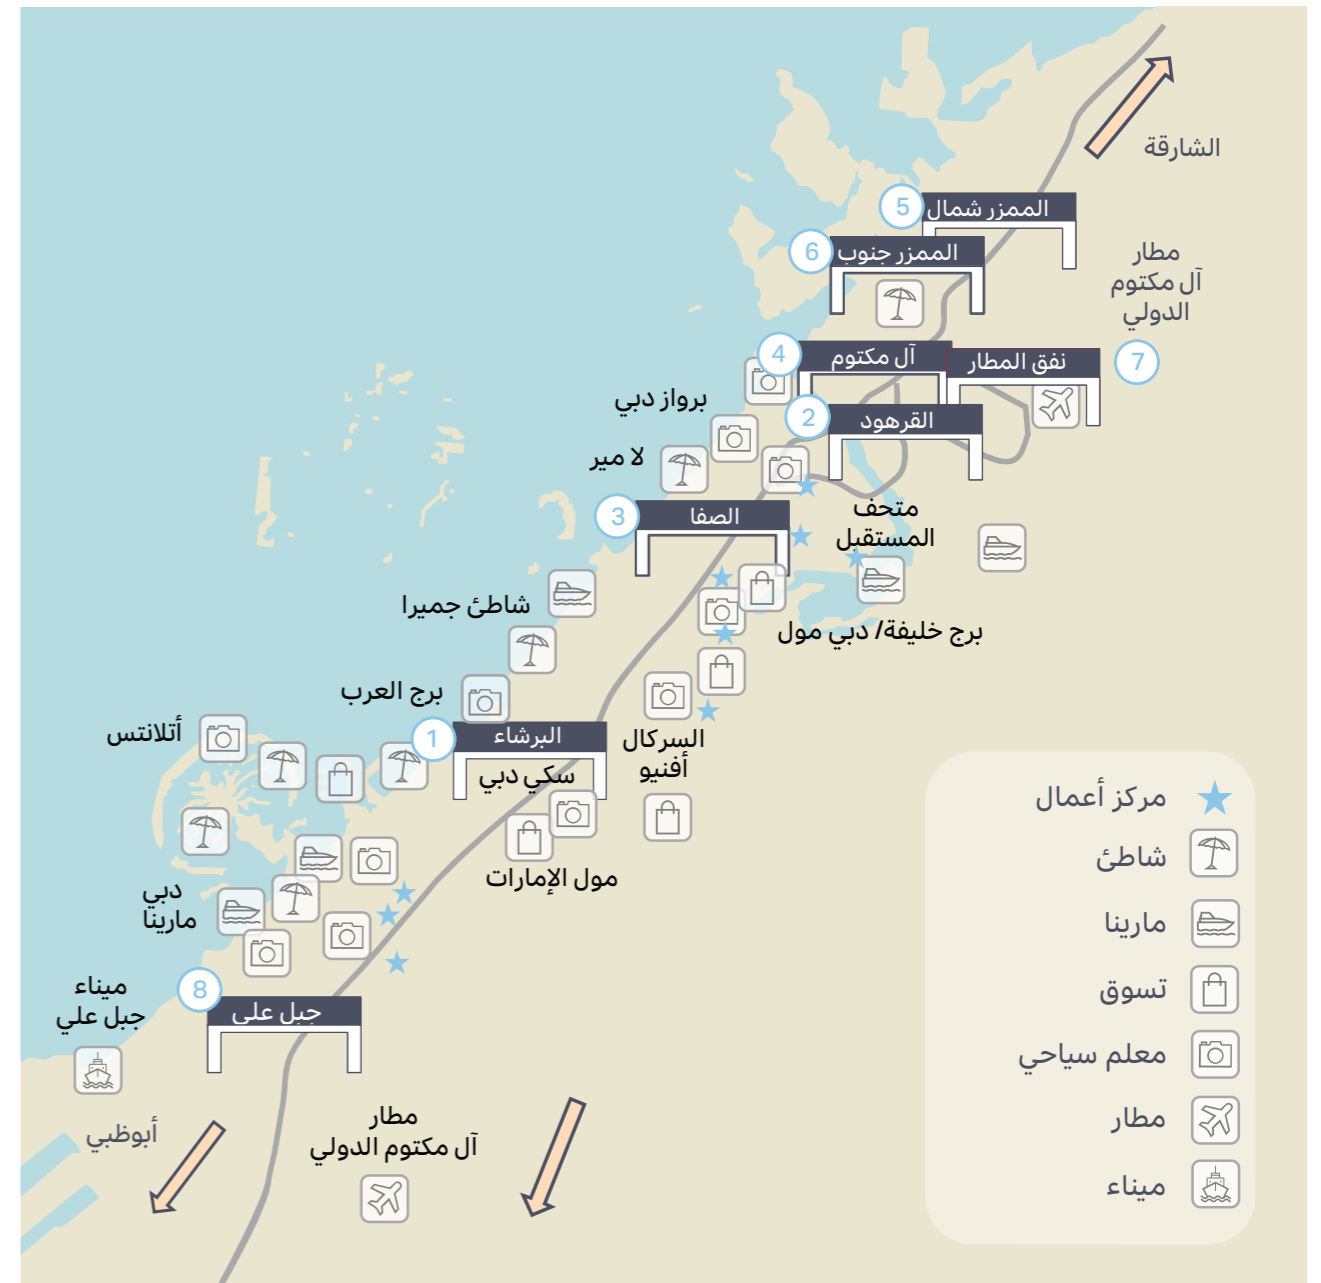 الشارقة
5
الممزر شمال
6
الممزر جنوب
مطار
آل مكتوم
الدولي
4
آل مكتوم
نفق المطار
7
برواز دبي
2
القرهود
لا مير
3
الصفا
متحف
المستقبل
شاطئ جميرا
برج خليفة/ دبي مول
برج العرب
أتلانتس
1
البرشاء
السركال
أفنيو
سكي دبي
مول الإمارات
دبي
مارينا
ميناء
جبل علي
8
جبل علي
أبوظبي
مطار
آل مكتوم الدولي
مركز أعمال
شاطئ
مارينا
تسوق
معلم سياحي
مطار
ميناء